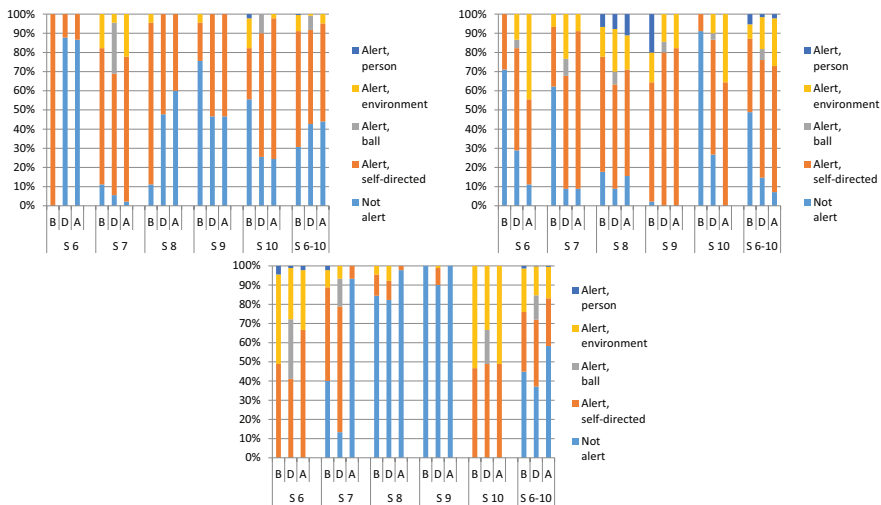 100%
90%
80%
70%
60%
50%
40%
30%
20%
10%
0%
B D A B D A B D A B D A B D A B D A
S 6 S 7 S 8 S 9 S 10 S 6-10
Alert,
person
Alert,
environment
Alert,
ball
Alert,
self-directed
Not
alert
100%
90%
80%
70%
60%
50%
40%
30%
20%
10%
0%
B D A B D A B D A B D A B D A B D A
S 6 S 7 S 8 S 9 S 10 S 6-10
Alert,
person
Alert,
environment
Alert,
ball
Alert,
self-directed
Not
alert
100%
90%
80%
70%
60%
50%
40%
30%
20%
10%
0%
B D A B D A B D A B D A B D A B D A
S 6 S 7 S 8 S 9 S 10 S 6-10
Alert,
person
Alert,
environment
Alert,
ball
Alert,
self-directed
Not
alert